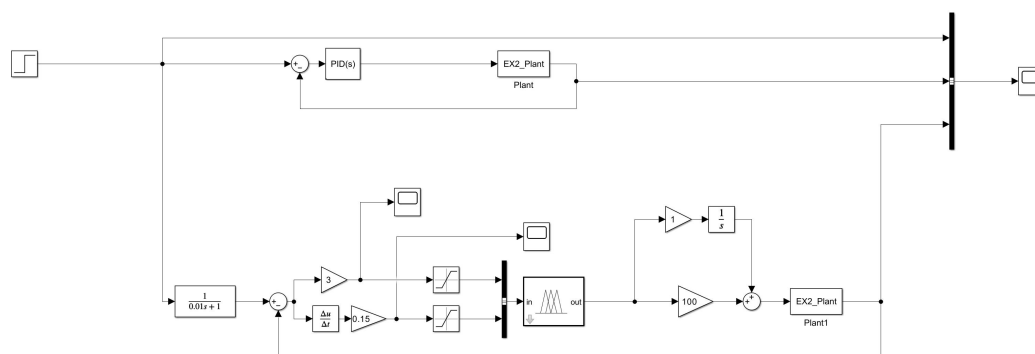 +
−
PID(s)
EX2_Plant
Plant
1
1
s
3
1
0.01s + 1
+
−
Δu
Δt
0.15
in
out
100
+
+
EX2_Plant
Plant1